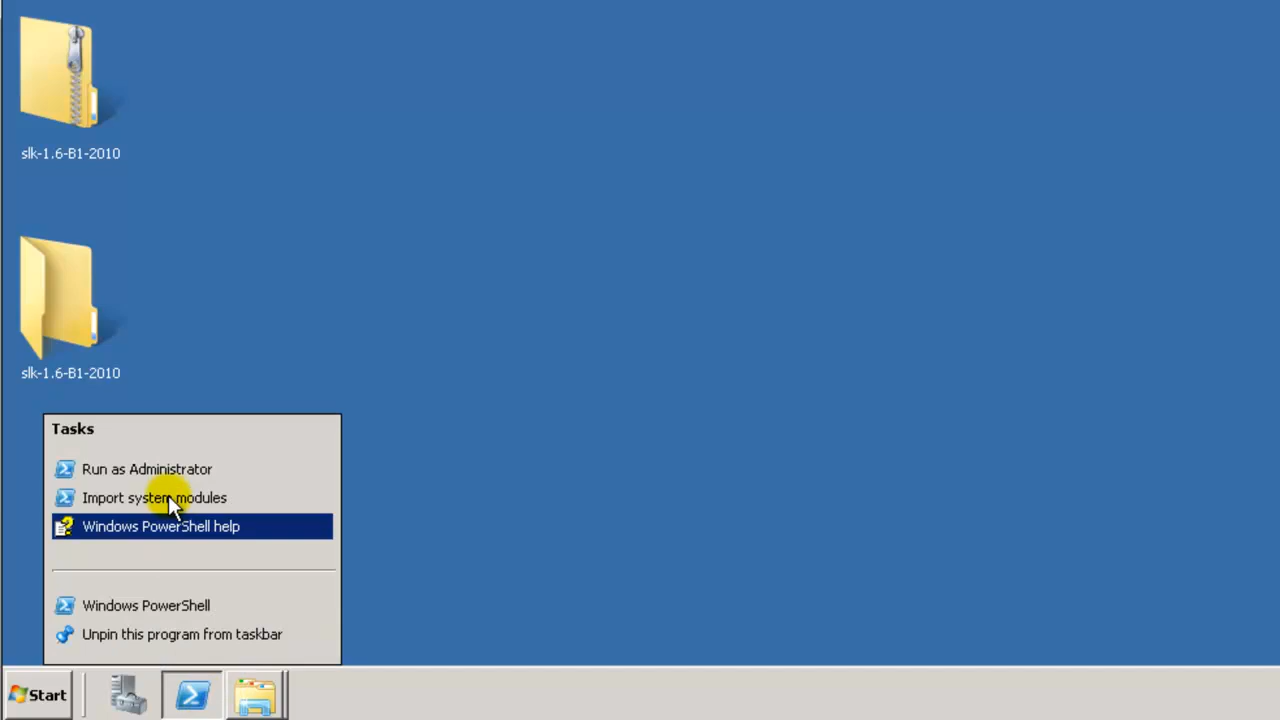 slk-1.6-B1-2010
slk-1.6-B1-2010
Tasks
Run as Administrator
Import system modules
Windows PowerShell help
Windows PowerShell
Unpin this program from taskbar
Start